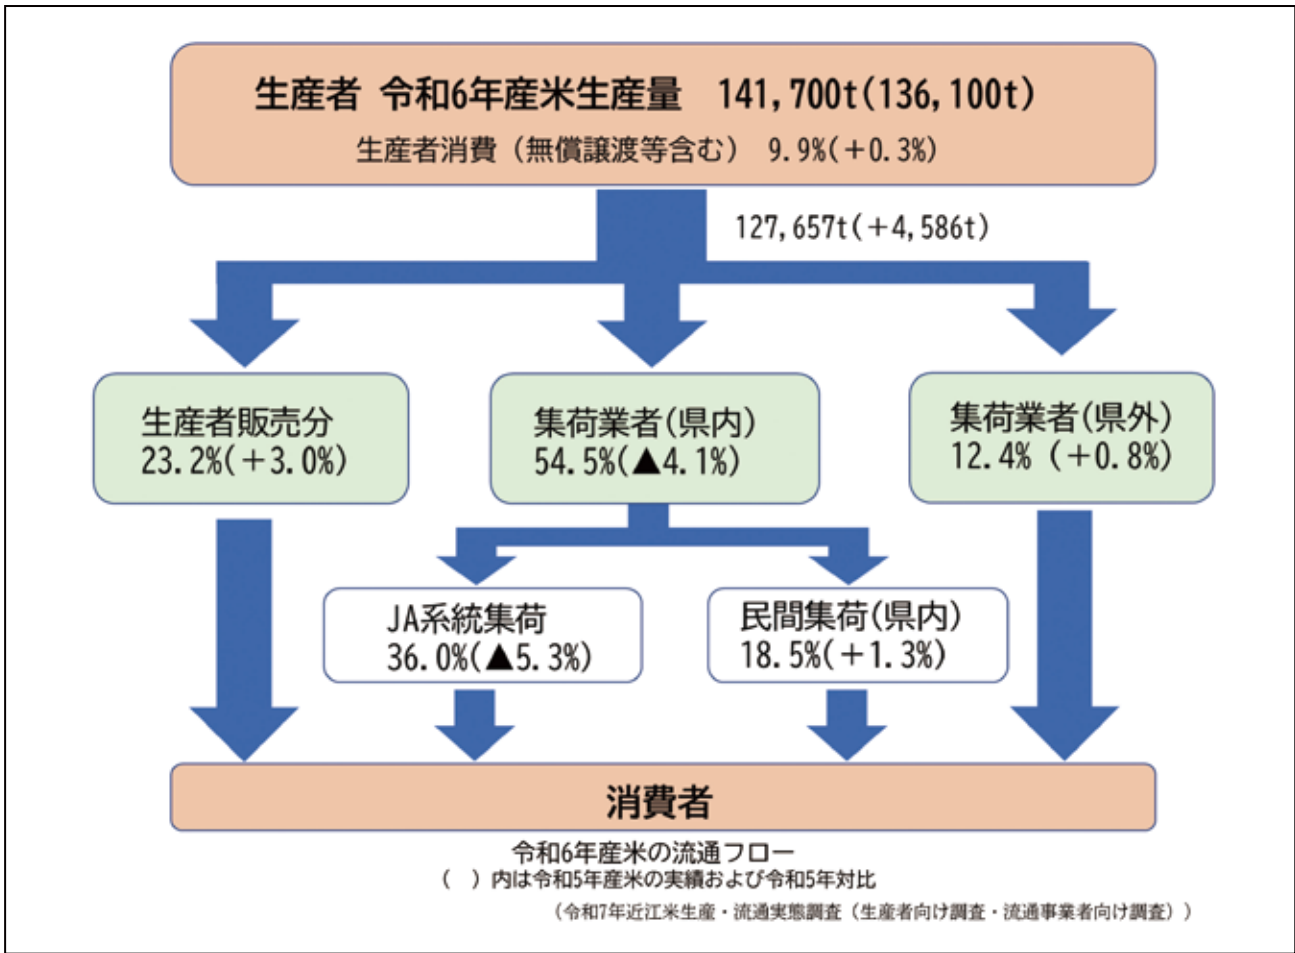 生産者 令和6年産米生産量 141,700t(136,100t)
生産者消費（無償譲渡等含む） 9.9%(＋0.3%)
127,657t(＋4,586t)
生産者販売分
23.2%(＋3.0%)
集荷業者(県内)
54.5%(▲4.1%)
集荷業者(県外)
12.4% (＋0.8%)
JA系統集荷
36.0%(▲5.3%)
民間集荷(県内)
18.5%(＋1.3%)
消費者
令和6年産米の流通フロー
（　）内は令和5年産米の実績および令和5年対比
（令和7年近江米生産・流通実態調査（生産者向け調査・流通事業者向け調査））